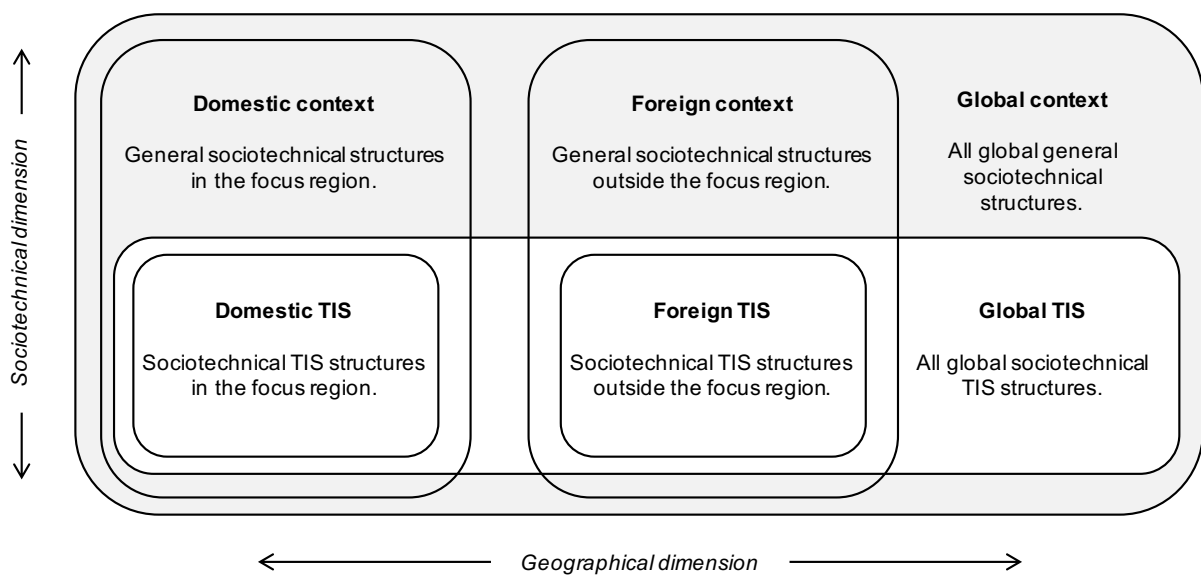 Sociotechnical dimension
Domestic context
General sociotechnical structures
in the focus region.
Foreign context
General sociotechnical structures
outside the focus region.
Global context
All global general
sociotechnical
structures.
Domestic TIS
Sociotechnical TIS structures
in the focus region.
Foreign TIS
Sociotechnical TIS structures
outside the focus region.
Global TIS
All global sociotechnical
TIS structures.
Geographical dimension